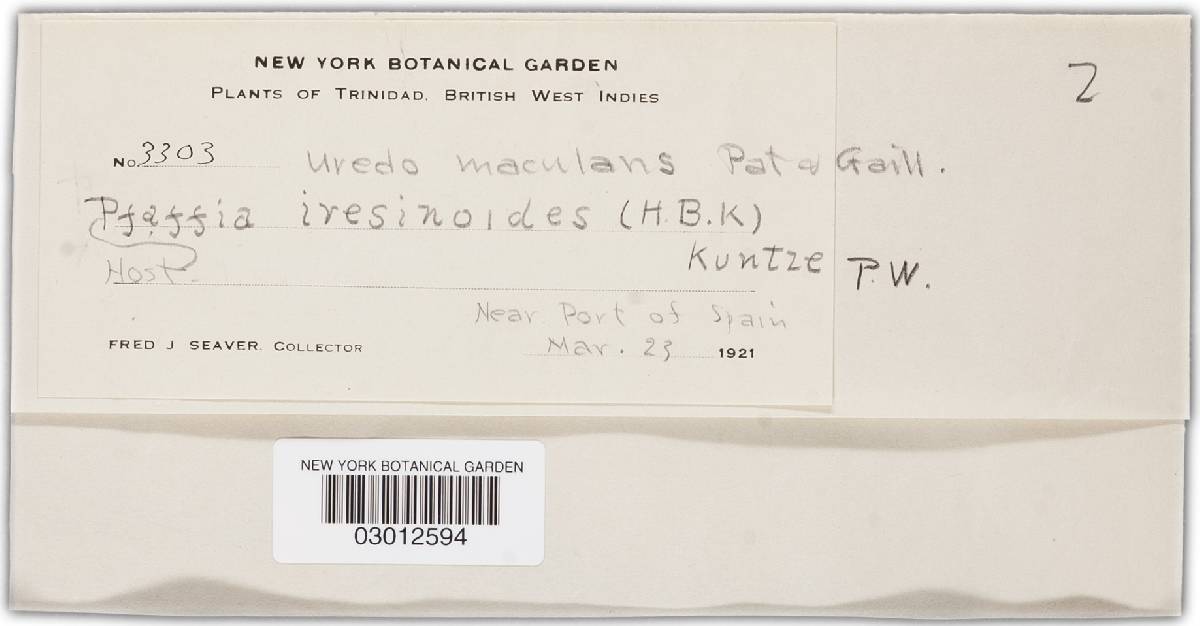 NEW YORK BOTANICAL GARDEN
PLANTS OF TRINIDAD, BRITISH WEST INDIES
2
No. 3303 Uredo maculans Pat & Gaill.
Pfaffia iresinoides (H.B.K)
Kuntze P.W.
Host
Near Port of Spain
FRED J SEAVER. COLLECTOR Mar. 23 1921
NEW YORK BOTANICAL GARDEN
03012594